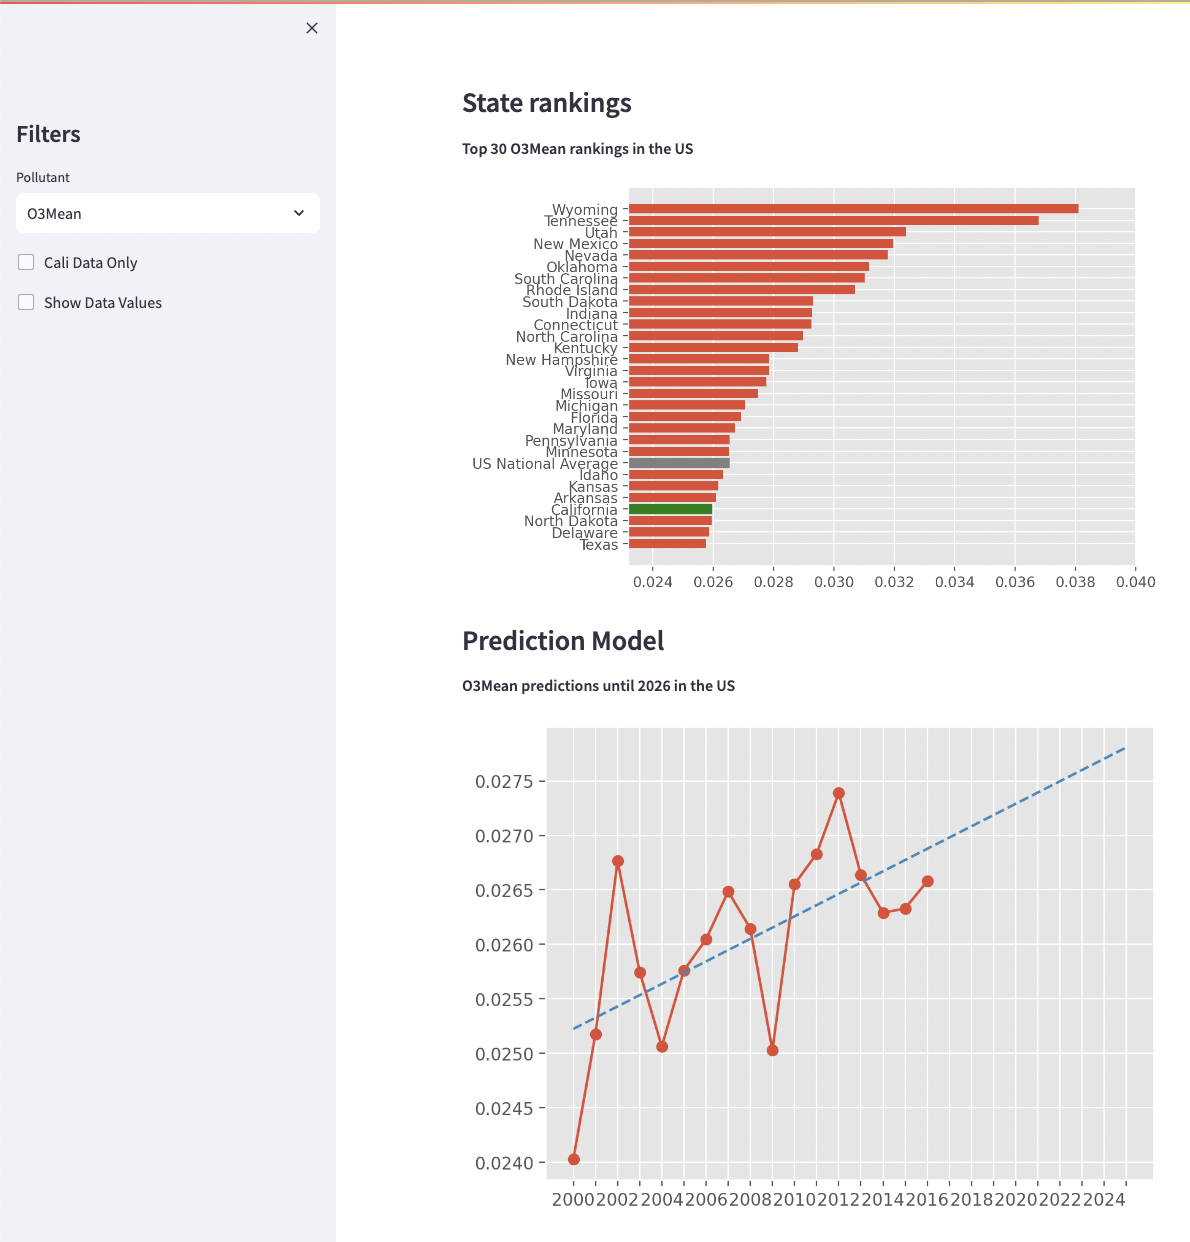 Filters
Pollutant
O3Mean
Cali Data Only
Show Data Values
State rankings
Top 30 O3Mean rankings in the US
Wyoming
Tennessee
Utah
New Mexico
Nevada
Oklahoma
South Carolina
Rhode Island
South Dakota
Indiana
Connecticut
North Carolina
Kentucky
New Hampshire
Virginia
Iowa
Missouri
Michigan
Florida
Maryland
Pennsylvania
Minnesota
US National Average
Idaho
Kansas
Arkansas
California
North Dakota
Delaware
Texas
0.024 0.026 0.028 0.030 0.032 0.034 0.036 0.038 0.040
Prediction Model
O3Mean predictions until 2026 in the US
0.0275
0.0270
0.0265
0.0260
0.0255
0.0250
0.0245
0.0240
2000 2002 2004 2006 2008 2010 2012 2014 2016 2018 2020 2022 2024